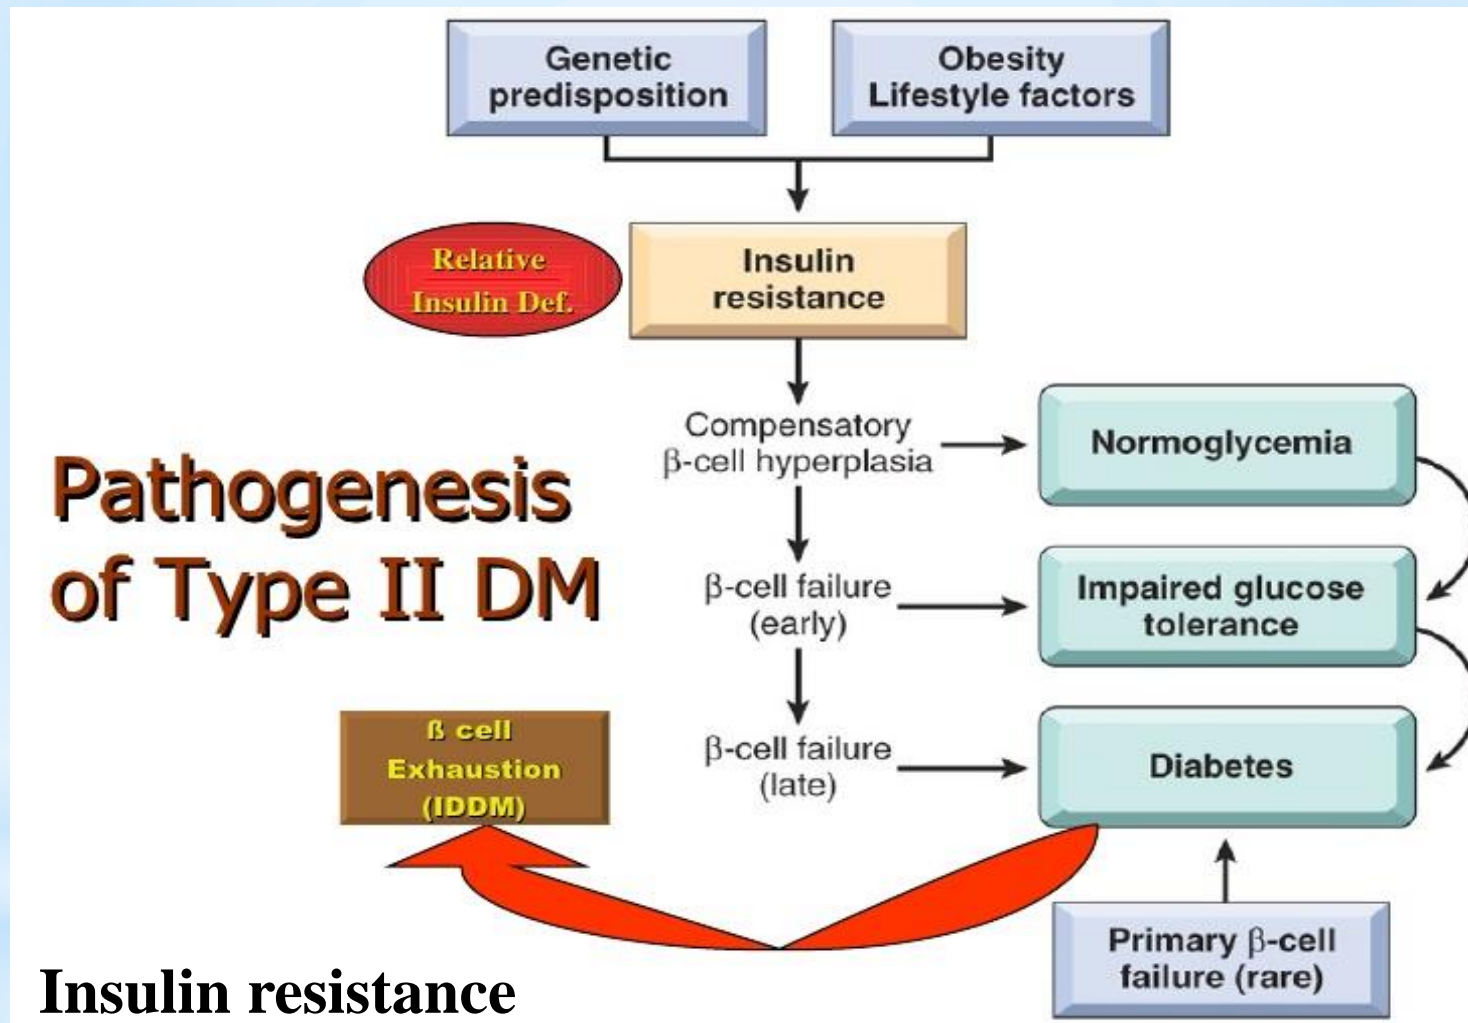 Genetic
predisposition
Obesity
Lifestyle factors
Relative
Insulin Def.
Insulin
resistance
Compensatory
β-cell hyperplasia
Normoglycemia
Pathogenesis
of Type II DM
β-cell failure
(early)
Impaired glucose
tolerance
ß cell
Exhaustion
(IDDM)
β-cell failure
(late)
Diabetes
Primary β-cell
failure (rare)
Insulin resistance